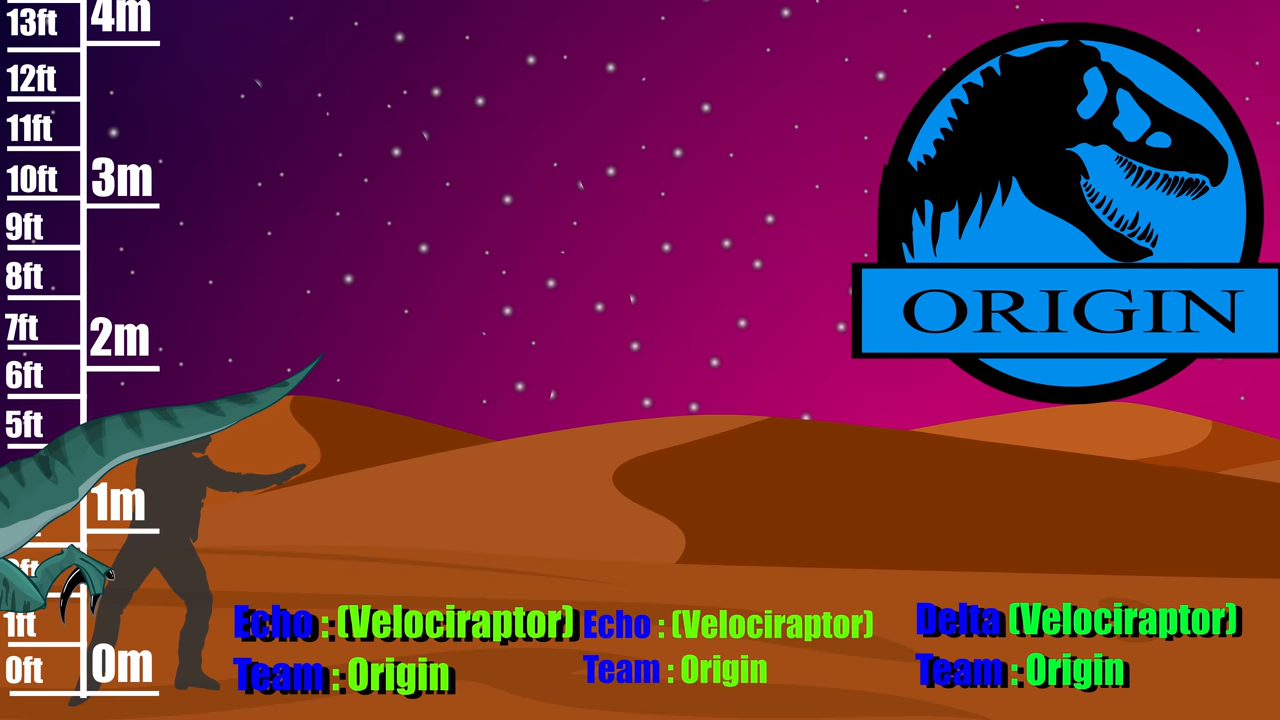 13ft
4m
12ft
11ft
10ft
3m
9ft
8ft
7ft
2m
6ft
5ft
1m
1ft
0ft
0m
ORIGIN
Echo : (Velociraptor)
Team : Origin
Echo : (Velociraptor)
Team : Origin
Delta (Velociraptor)
Team : Origin